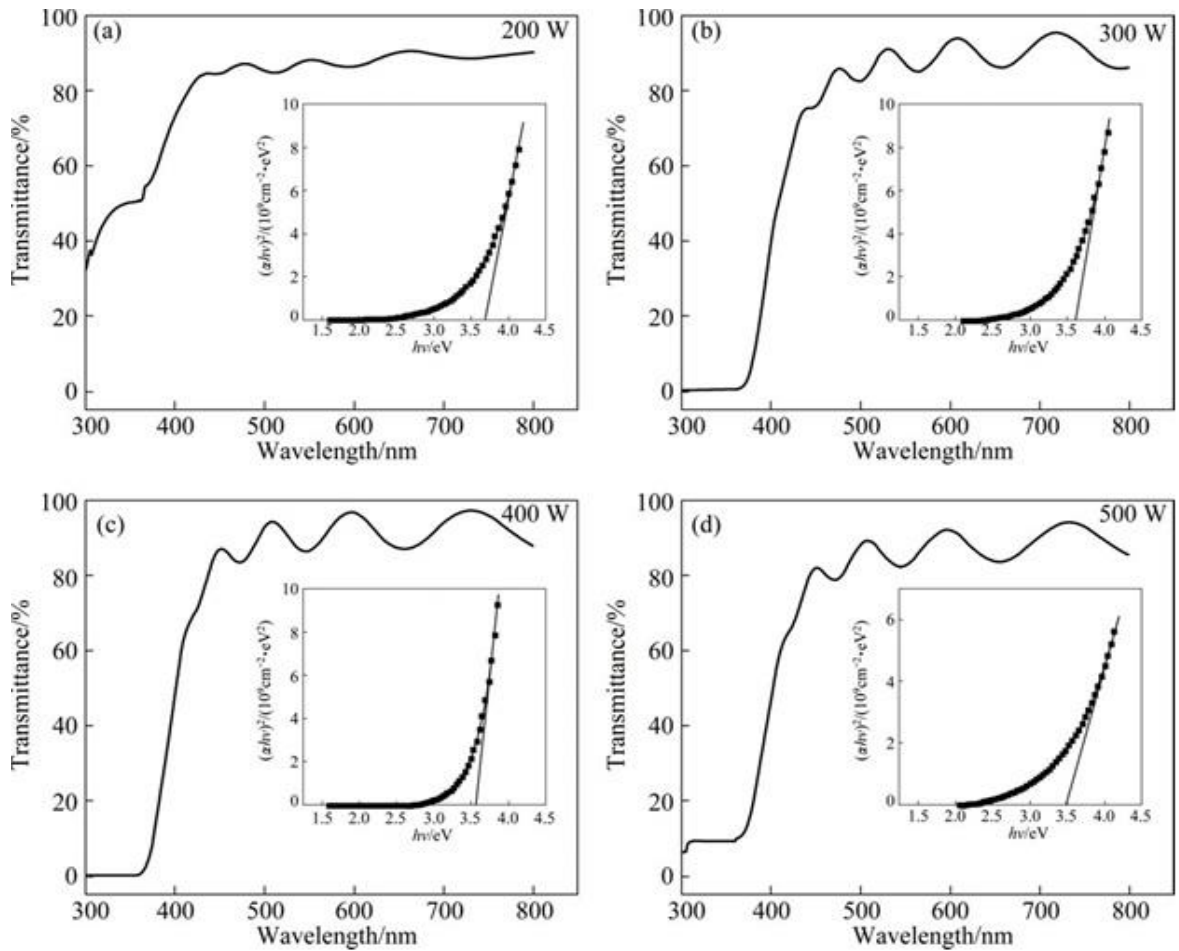 (a) 200 W
100
80
60
40
20
0
Transmittance/%
300 400 500 600 700 800
Wavelength/nm
10
8
6
4
2
0
(αhν)²/(10⁹cm⁻²·eV²)
1.5 2.0 2.5 3.0 3.5 4.0 4.5
hν/eV
(b) 300 W
100
80
60
40
20
0
Transmittance/%
300 400 500 600 700 800
Wavelength/nm
10
8
6
4
2
0
(αhν)²/(10⁹cm⁻²·eV²)
1.5 2.0 2.5 3.0 3.5 4.0 4.5
hν/eV
(c) 400 W
100
80
60
40
20
0
Transmittance/%
300 400 500 600 700 800
Wavelength/nm
10
8
6
4
2
0
(αhν)²/(10⁹cm⁻²·eV²)
1.5 2.0 2.5 3.0 3.5 4.0 4.5
hν/eV
(d) 500 W
100
80
60
40
20
0
Transmittance/%
300 400 500 600 700 800
Wavelength/nm
6
4
2
0
(αhν)²/(10⁹cm⁻²·eV²)
1.5 2.0 2.5 3.0 3.5 4.0 4.5
hν/eV